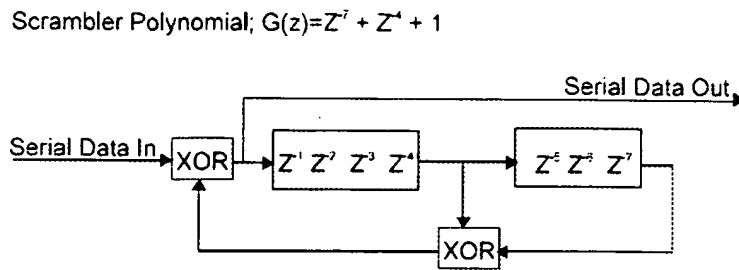 Scrambler Polynomial; G(z)=Z⁻⁷ + Z⁻⁴ + 1
Serial Data Out
Serial Data In
XOR
Z⁻¹ Z⁻² Z⁻³ Z⁻⁴
Z⁻⁵ Z⁻⁶ Z⁻⁷
XOR